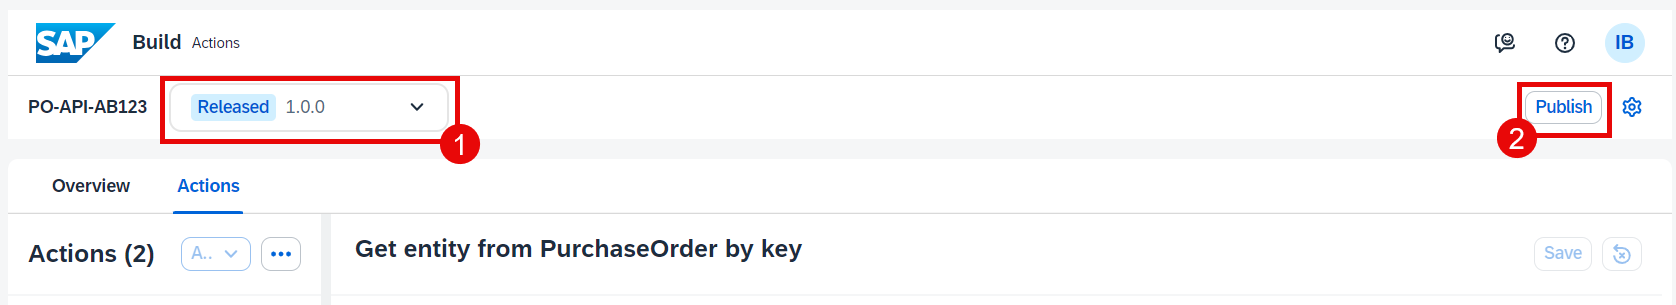 SAP Build Actions IB
PO-API-AB123 Released 1.0.0 Publish
1 2
Overview Actions
Actions (2) A.. ••• Get entity from PurchaseOrder by key Save